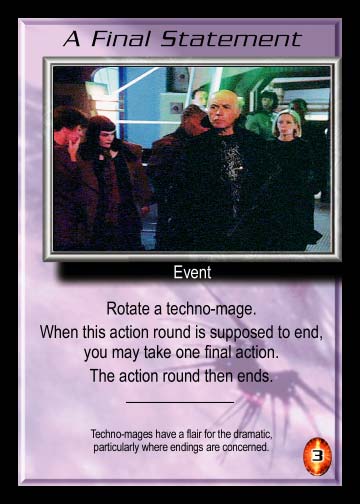 A Final Statement
Event
Rotate a techno-mage.
When this action round is supposed to end,
you may take one final action.
The action round then ends.
Techno-mages have a flair for the dramatic,
particularly where endings are concerned.
3